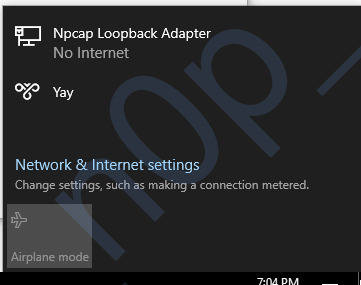 Npcap Loopback Adapter
No Internet
Yay
Network & Internet settings
Change settings, such as making a connection metered.
Airplane mode
7:04 PM
n0p_